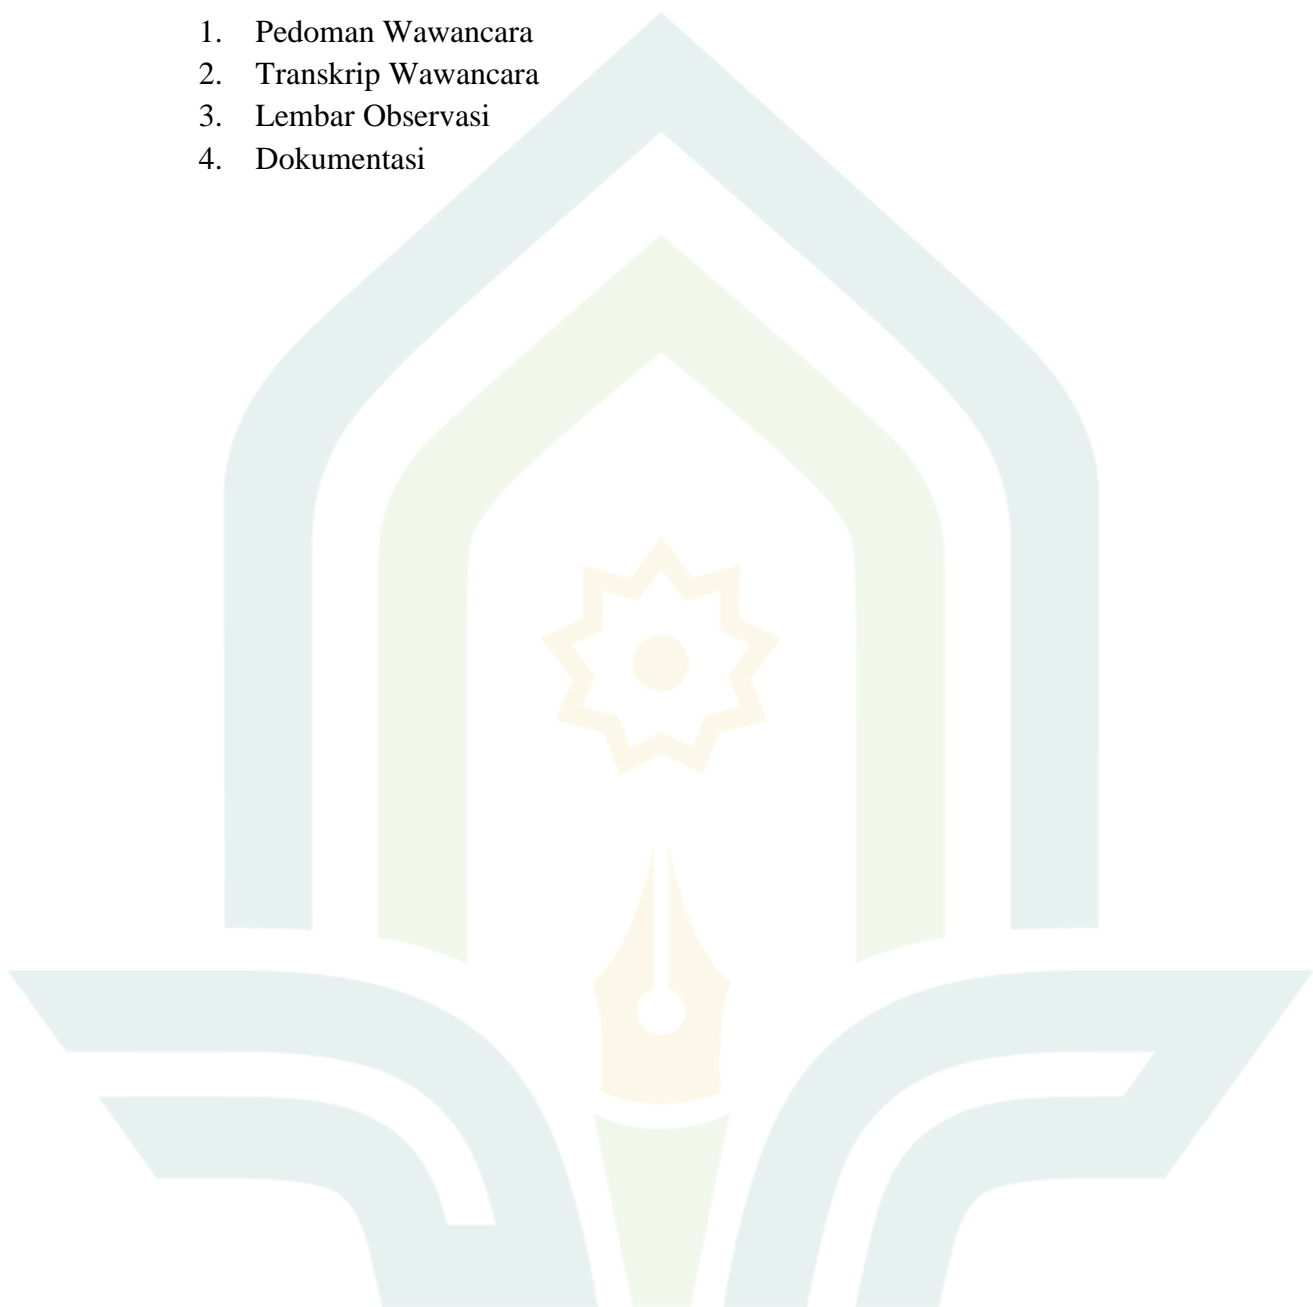 1. Pedoman Wawancara
2. Transkrip Wawancara
3. Lembar Observasi
4. Dokumentasi